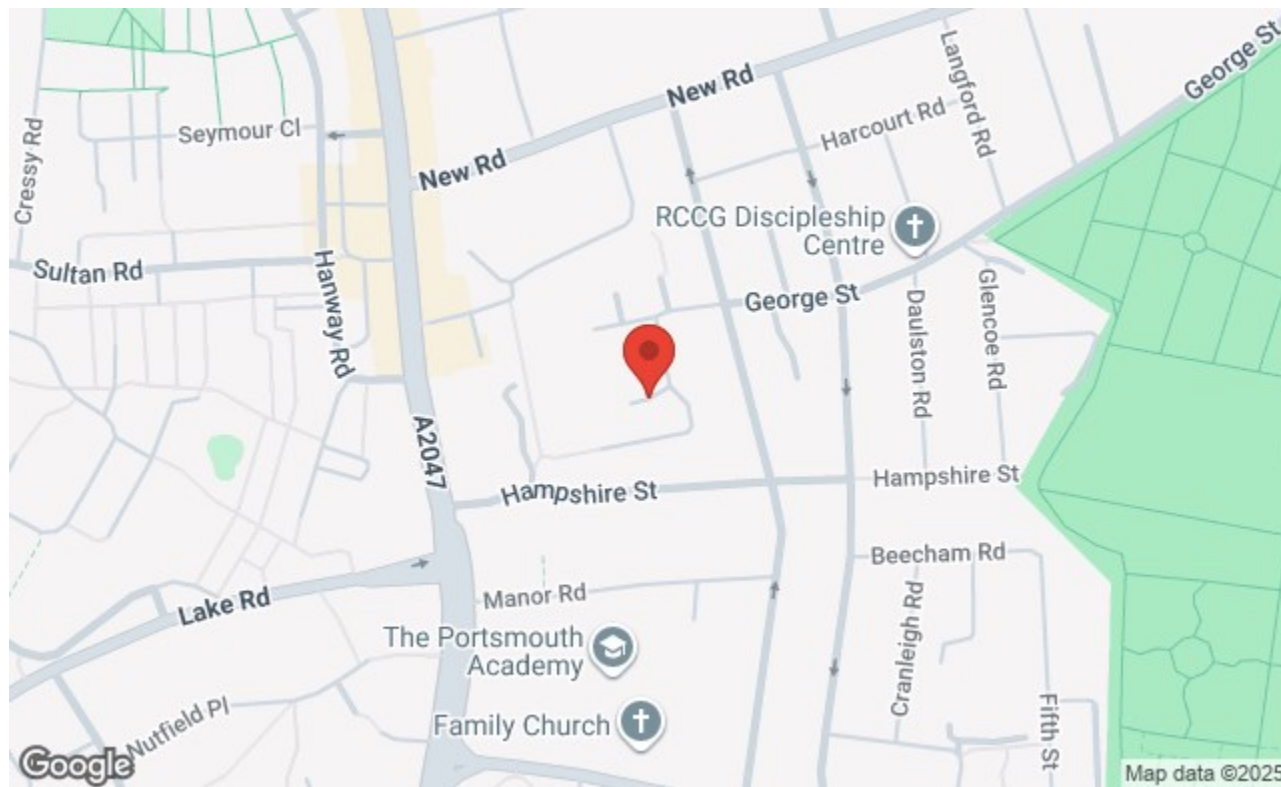 George St
Langford Rd
New Rd
Harcourt Rd
Cressy Rd
Seymour Cl
New Rd
RCCG Discipleship
Centre
Sultan Rd
Hanway Rd
George St
Glencoe Rd
Daulston Rd
A2047
Hampshire St
Hampshire St
Beecham Rd
Lake Rd
Manor Rd
Cranleigh Rd
The Portsmouth
Academy
Nutfield Pl
Family Church
Fifth St
Google
Map data ©2025